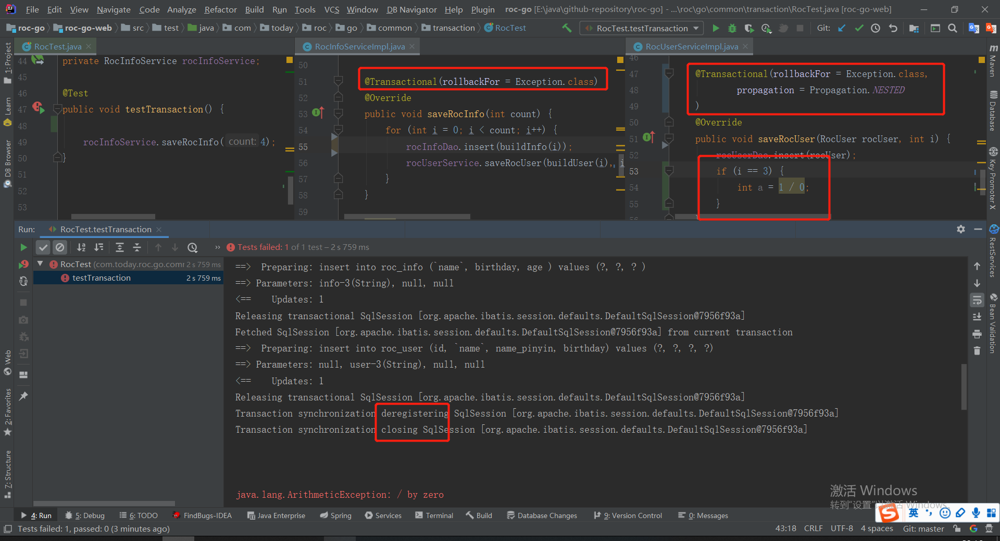 File Edit View Navigate Code Analyze Refactor Build Run Tools VCS Window DB Navigator Help Plugin roc-go [E:\java\github-repository\roc-go] - ...\roc\go\common\transaction\RocTest.java [roc-go-web]
roc-go roc-go-web src test java com today roc go common transaction RocTest RocTest.testTransaction Git:
RocTest.java
44 private RocInfoService rocInfoService;
45
46 @Test
47 public void testTransaction() {
48
49 rocInfoService.saveRocInfo( count: 4);
50 }
51
52
53
RocInfoServiceImpl.java
50
51 @Transactional(rollbackFor = Exception.class)
52 @Override
53 public void saveRocInfo(int count) {
54 for (int i = 0; i < count; i++) {
55 rocInfoDao.insert(buildInfo(i));
56 rocUserService.saveRocUser(buildUser(i), i
57 }
58 }
59
RocUserServiceImpl.java
46
47 @Transactional(rollbackFor = Exception.class,
48 propagation = Propagation.NESTED
49 )
50 @Override
51 public void saveRocUser(RocUser rocUser, int i) {
52 rocUserDao.insert(rocUser);
53 if (i == 3) {
54 int a = 1 / 0;
55 }
1: Project
Learn
DB Browser
Web
2: Favorites
7: Structure
Maven
Database
Key Promoter X
RestServices
Bean Validation
Run: RocTest.testTransaction
Tests failed: 1 of 1 test – 2 s 759 ms
RocTest (com.today.roc.go.comm 2 s 759 ms
testTransaction 2 s 759 ms
==> Preparing: insert into roc_info (`name`, birthday, age ) values (?, ?, ? )
==> Parameters: info-3(String), null, null
<== Updates: 1
Releasing transactional SqlSession [org.apache.ibatis.session.defaults.DefaultSqlSession@7956f93a]
Fetched SqlSession [org.apache.ibatis.session.defaults.DefaultSqlSession@7956f93a] from current transaction
==> Preparing: insert into roc_user (id, `name`, name_pinyin, birthday) values (?, ?, ?, ?)
==> Parameters: null, user-3(String), null, null
<== Updates: 1
Releasing transactional SqlSession [org.apache.ibatis.session.defaults.DefaultSqlSession@7956f93a]
Transaction synchronization deregistering SqlSession [org.apache.ibatis.session.defaults.DefaultSqlSession@7956f93a]
Transaction synchronization closing SqlSession [org.apache.ibatis.session.defaults.DefaultSqlSession@7956f93a]
java.lang.ArithmeticException: / by zero
激活 Windows
转到“设置”以激活 Windows。
英
4: Run 5: Debug 6: TODO FindBugs-IDEA Java Enterprise Spring Services Terminal Build Database Changes 9: Version Control 0: Messages
Tests failed: 1, passed: 0 (3 minutes ago) 43:18 CRLF UTF-8 4 spaces Git: master